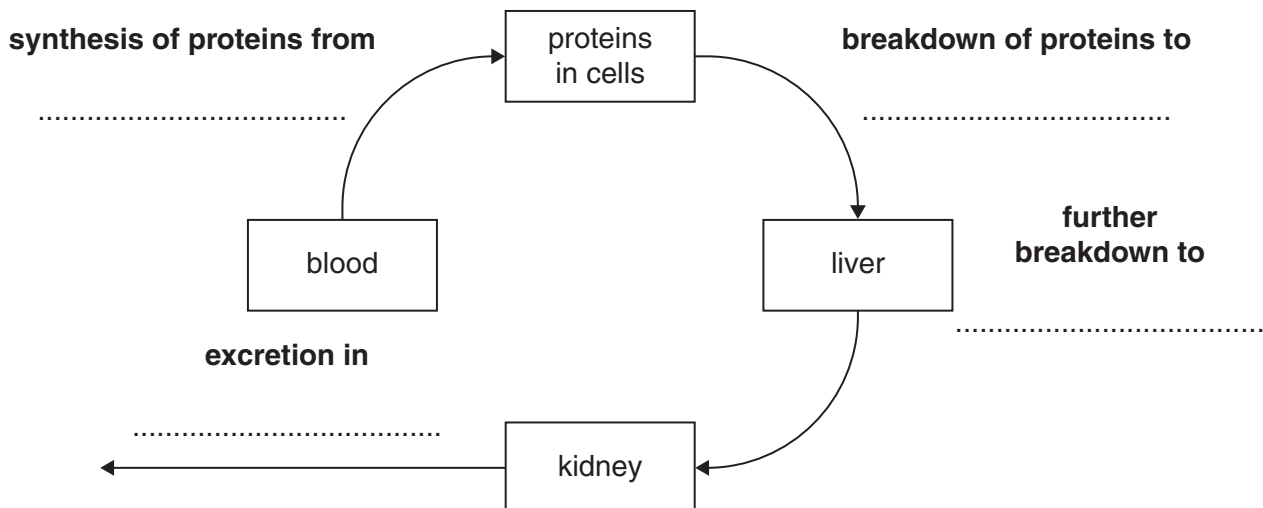 synthesis of proteins from
.......................................
proteins
in cells
breakdown of proteins to
.......................................
blood
liver
further
breakdown to
.......................................
excretion in
.......................................
kidney